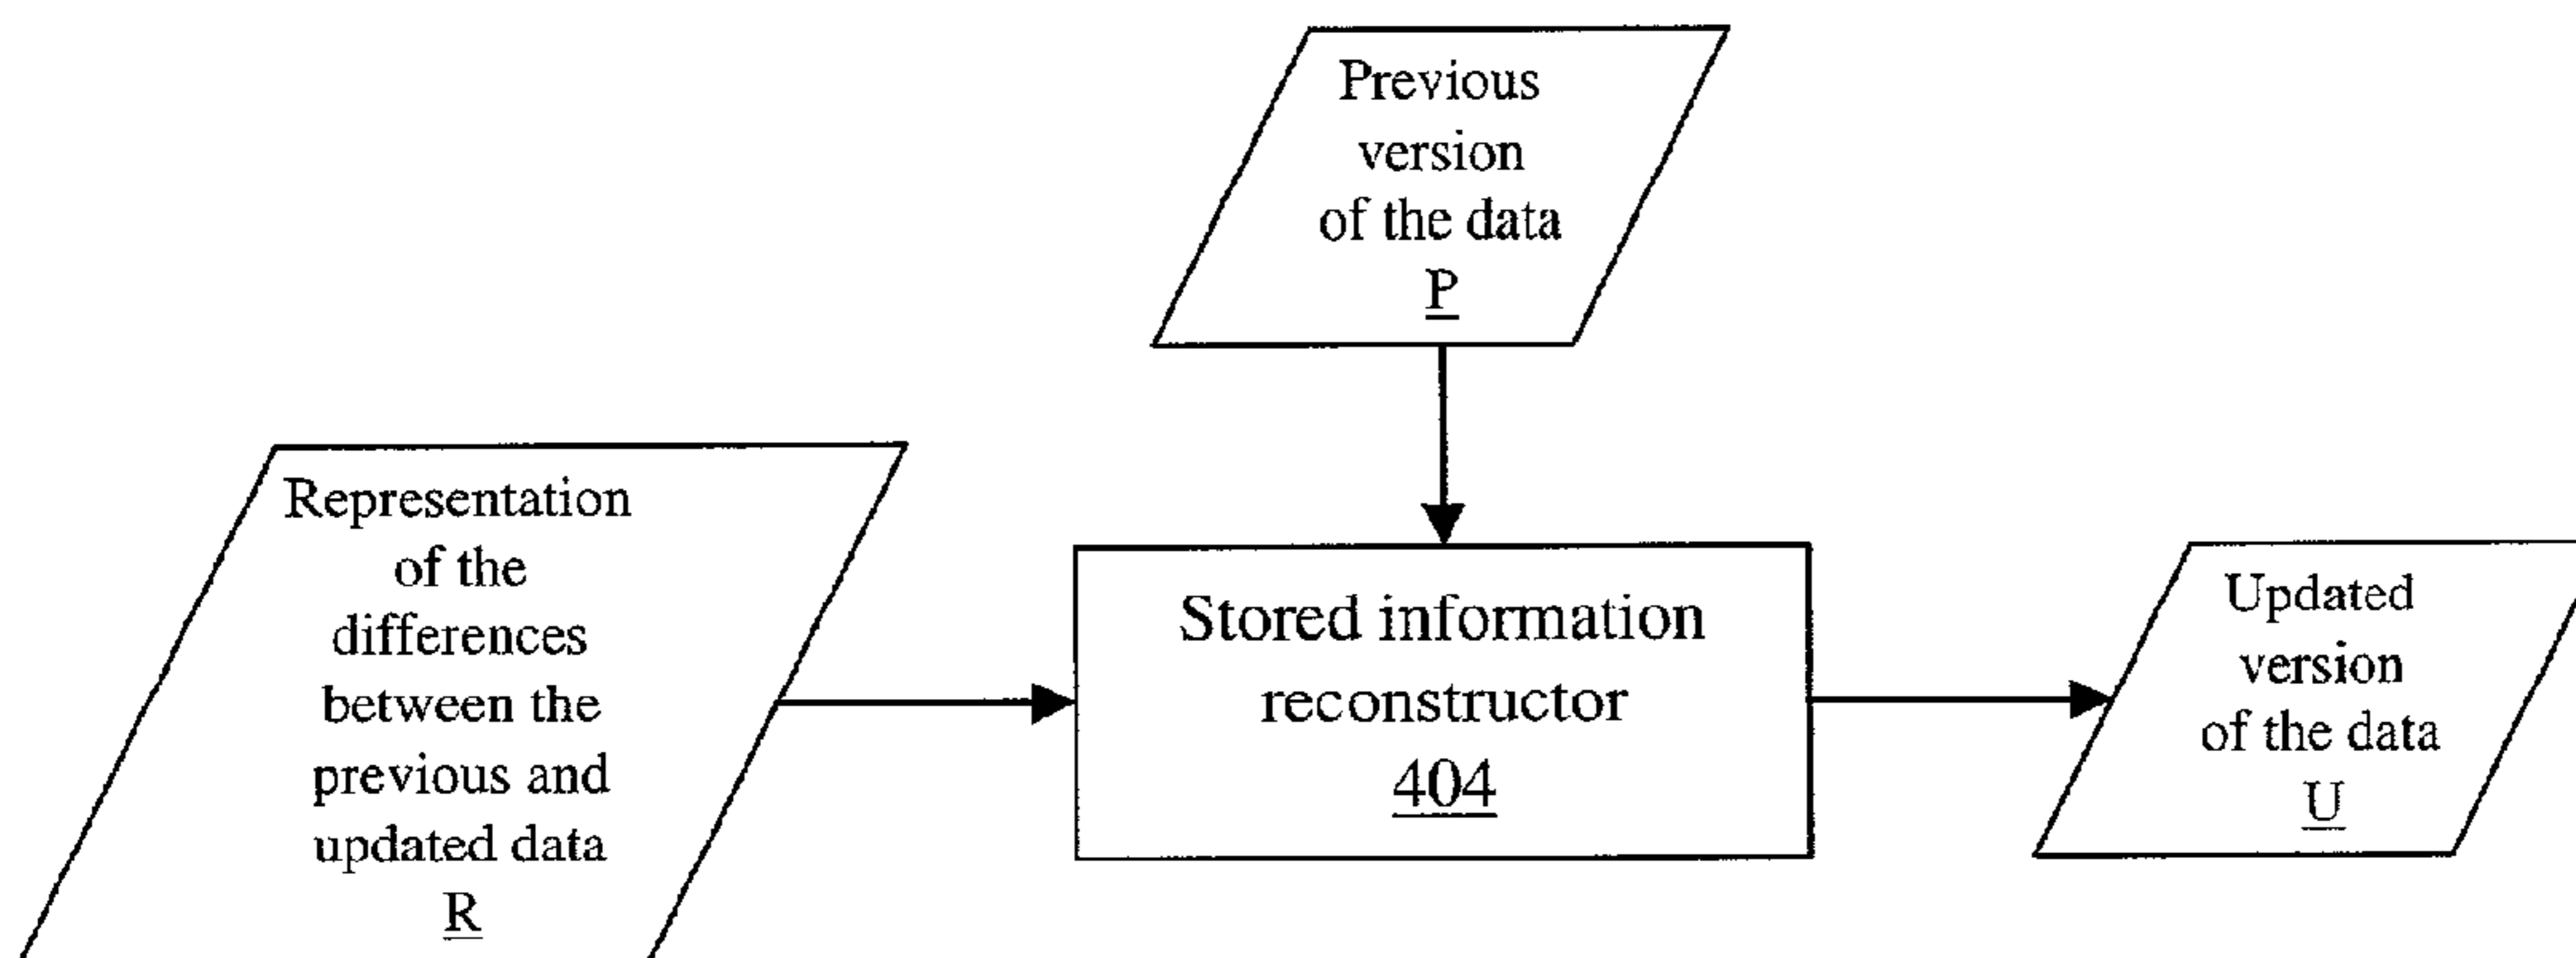 Previous
version
of the data
P
Representation
of the
differences
between the
previous and
updated data
R
Stored information
reconstructor
404
Updated
version
of the data
U